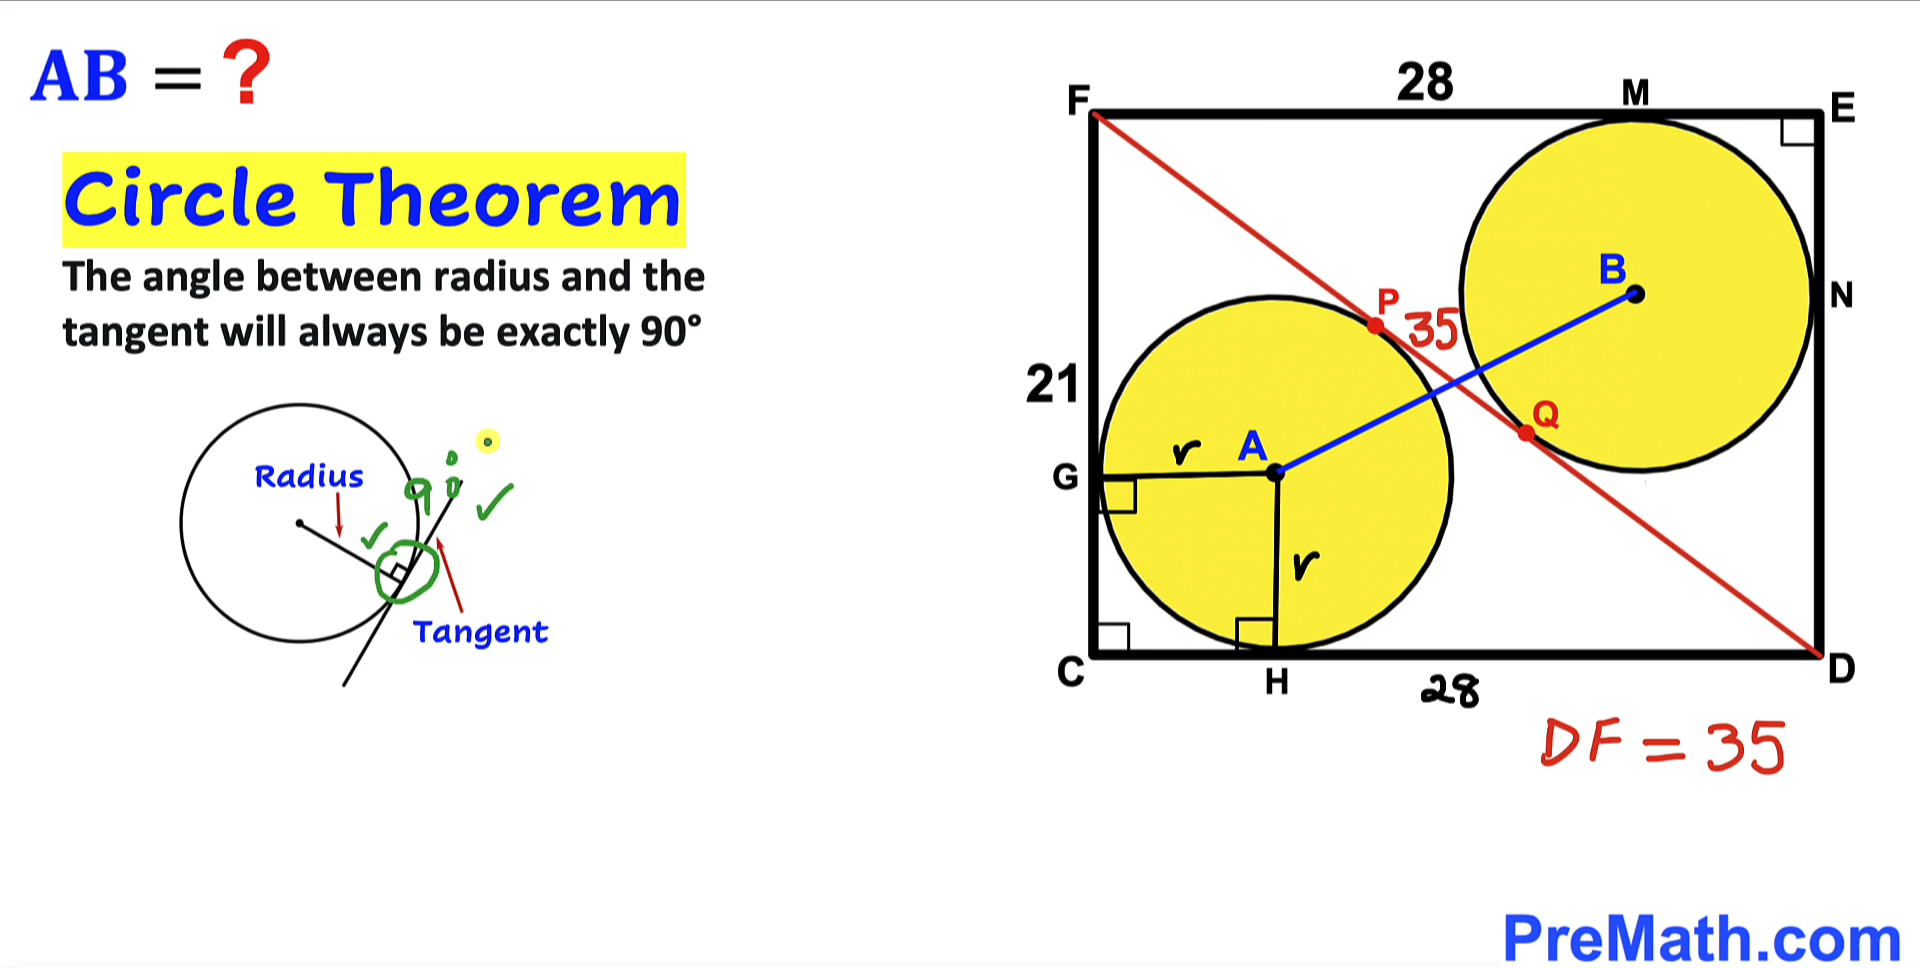 AB = ?
Circle Theorem
The angle between radius and the
tangent will always be exactly 90°
Radius
90°
Tangent
28
F
M
E
B
N
P
35
21
Q
r
A
G
r
C
H
D
28
DF = 35
PreMath.com